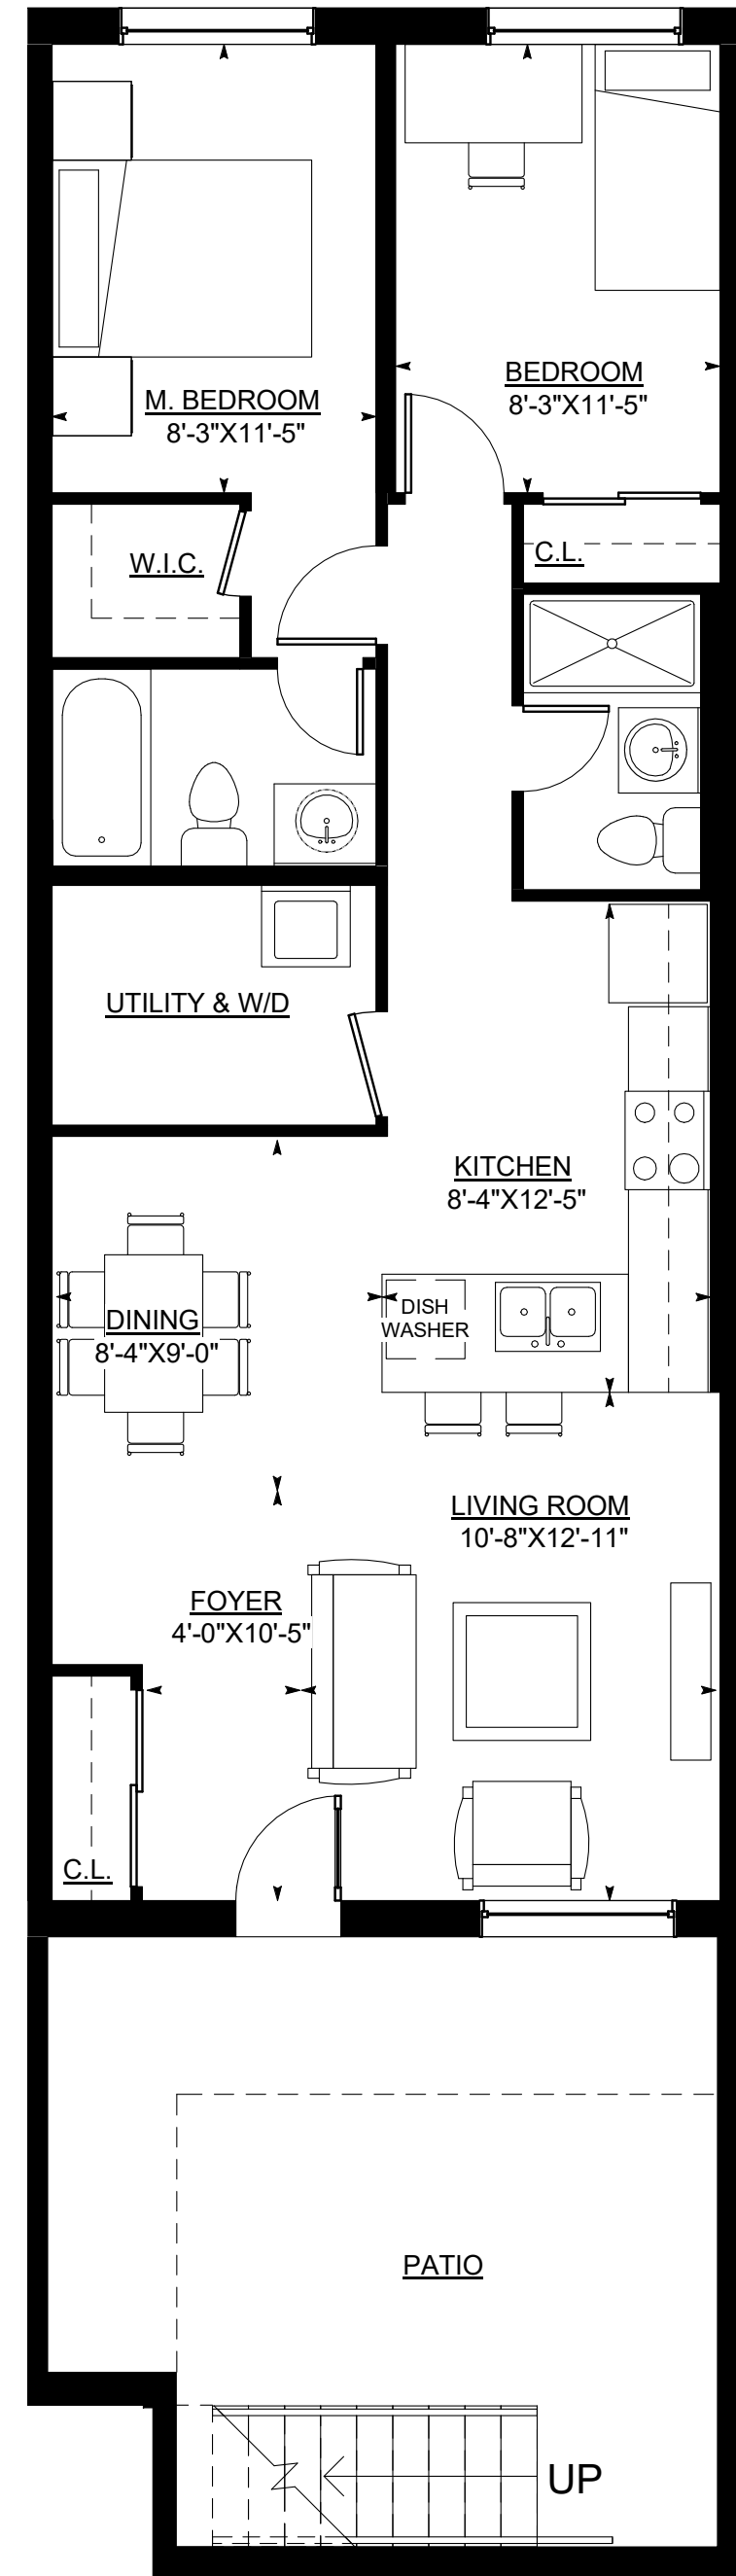 BEDROOM
8'-3"X11'-5"
M. BEDROOM
8'-3"X11'-5"
C.L.
W.I.C.
UTILITY & W/D
KITCHEN
8'-4"X12'-5"
DISH
WASHER
DINING
8'-4"X9'-0"
LIVING ROOM
10'-8"X12'-11"
FOYER
4'-0"X10'-5"
C.L.
PATIO
UP